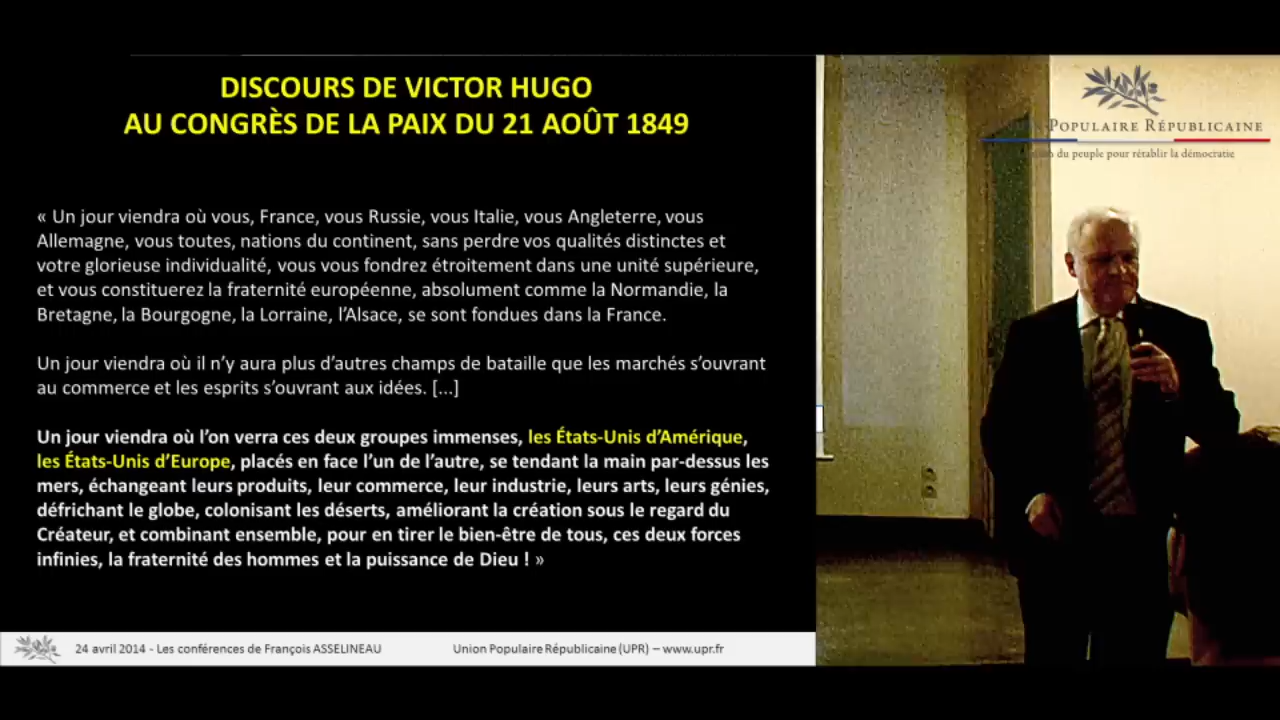 DISCOURS DE VICTOR HUGO
AU CONGRÈS DE LA PAIX DU 21 AOÛT 1849
« Un jour viendra où vous, France, vous Russie, vous Italie, vous Angleterre, vous
Allemagne, vous toutes, nations du continent, sans perdre vos qualités distinctes et
votre glorieuse individualité, vous vous fondrez étroitement dans une unité supérieure,
et vous constituerez la fraternité européenne, absolument comme la Normandie, la
Bretagne, la Bourgogne, la Lorraine, l’Alsace, se sont fondues dans la France.
Un jour viendra où il n’y aura plus d’autres champs de bataille que les marchés s’ouvrant
au commerce et les esprits s’ouvrant aux idées. [...]
Un jour viendra où l’on verra ces deux groupes immenses, les États-Unis d’Amérique,
les États-Unis d’Europe, placés en face l’un de l’autre, se tendant la main par-dessus les
mers, échangeant leurs produits, leur commerce, leur industrie, leurs arts, leurs génies,
défrichant le globe, colonisant les déserts, améliorant la création sous le regard du
Créateur, et combinant ensemble, pour en tirer le bien-être de tous, ces deux forces
infinies, la fraternité des hommes et la puissance de Dieu ! »
24 avril 2014 - Les conférences de François ASSELINEAU
Union Populaire Républicaine (UPR) – www.upr.fr
POPULAIRE RÉPUBLICAINE
du peuple pour rétablir la démocratie